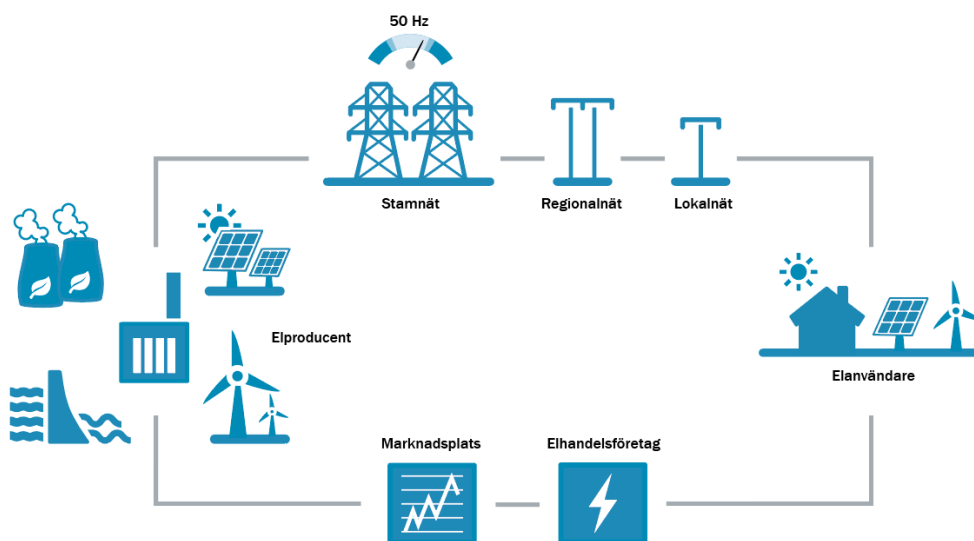 50 Hz
Stamnät
Regionalnät
Lokalnät
Elproducent
Elanvändare
Marknadsplats
Elhandelsföretag